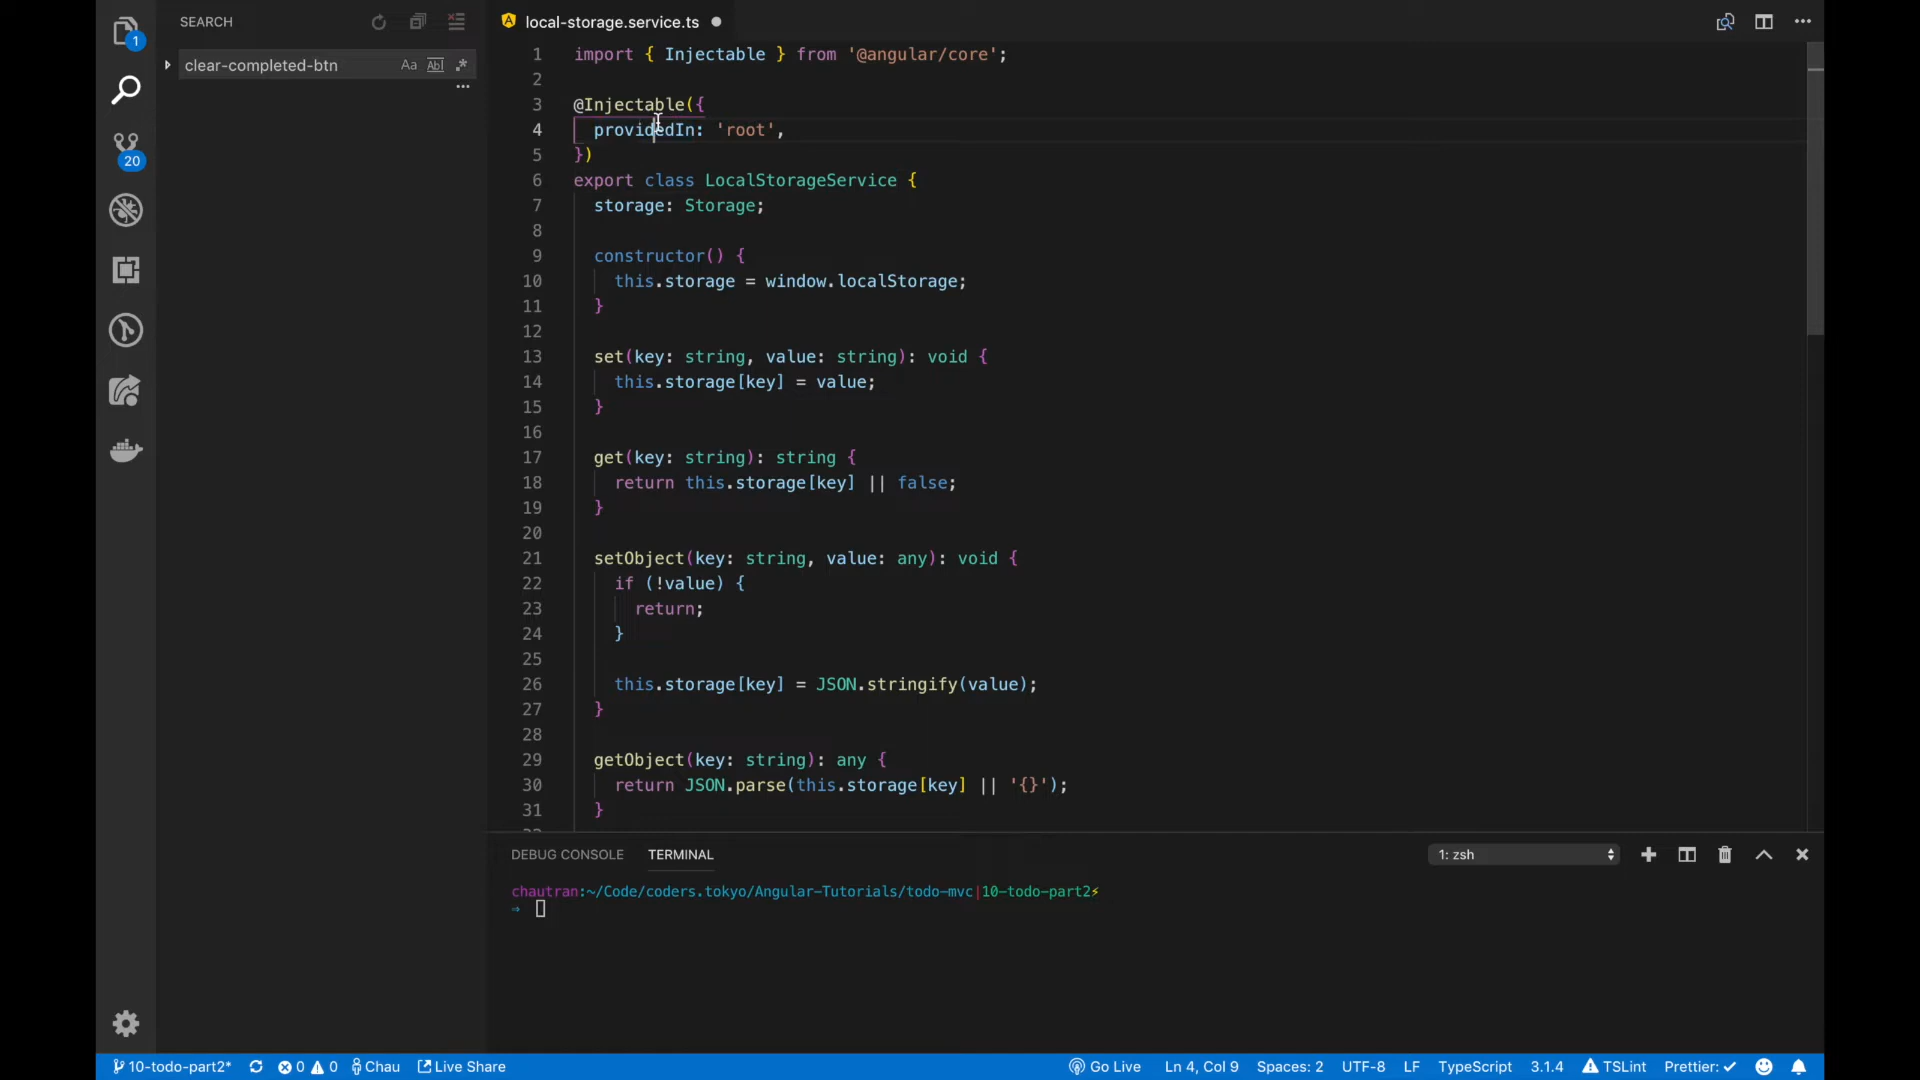 SEARCH
local-storage.service.ts
clear-completed-btn
Aa
Abl
.*
1
20
1 import { Injectable } from '@angular/core';
2
3 @Injectable({
4 providedIn: 'root',
5 })
6 export class LocalStorageService {
7 storage: Storage;
8
9 constructor() {
10 this.storage = window.localStorage;
11 }
12
13 set(key: string, value: string): void {
14 this.storage[key] = value;
15 }
16
17 get(key: string): string {
18 return this.storage[key] || false;
19 }
20
21 setObject(key: string, value: any): void {
22 if (!value) {
23 return;
24 }
25
26 this.storage[key] = JSON.stringify(value);
27 }
28
29 getObject(key: string): any {
30 return JSON.parse(this.storage[key] || '{}');
31 }
DEBUG CONSOLE TERMINAL
1: zsh
chautran:~/Code/coders.tokyo/Angular-Tutorials/todo-mvc|10-todo-part2⚡
→
10-todo-part2* 0 0 Chau Live Share Go Live Ln 4, Col 9 Spaces: 2 UTF-8 LF TypeScript 3.1.4 TSLint Prettier: ✓